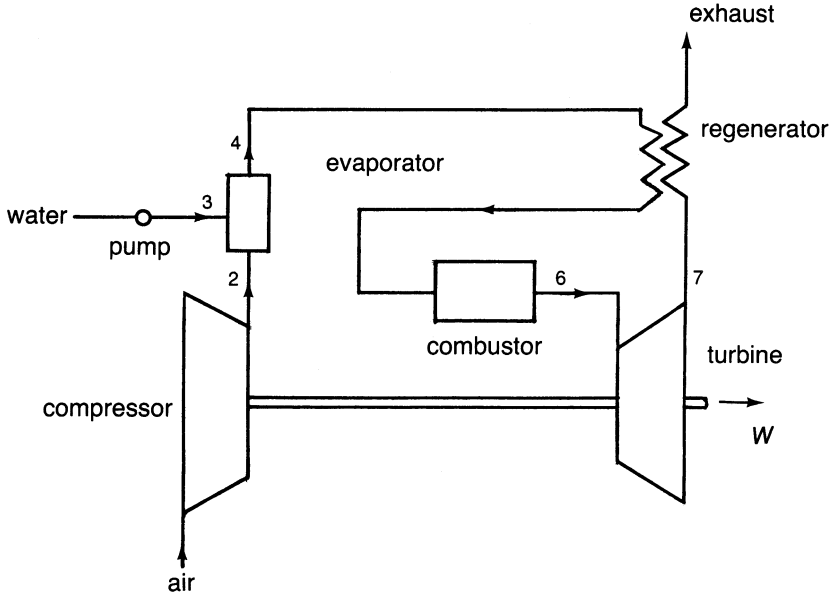 exhaust
regenerator
4
evaporator
water
3
pump
2
6
7
combustor
turbine
compressor
W
air